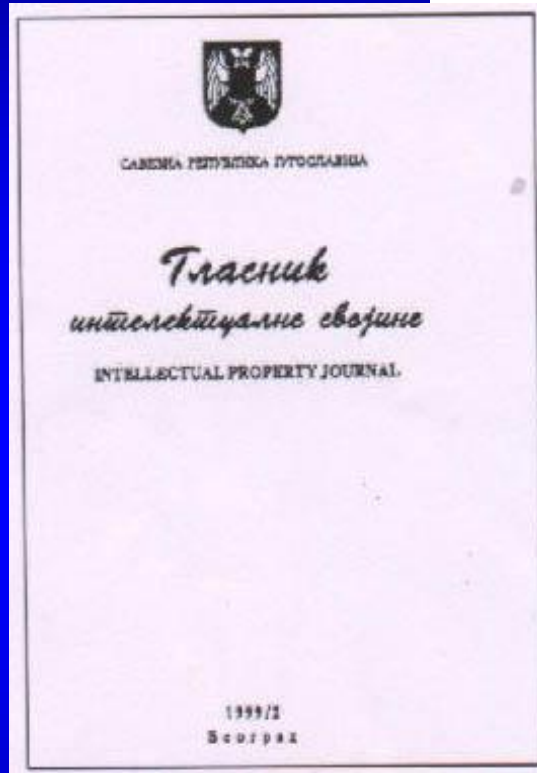 САВЕЗНА РЕПУБЛИКА ЈУГОСЛАВИЈА
Гласник
интелектуалне својине
INTELLECTUAL PROPERTY JOURNAL
1999/2
Београд